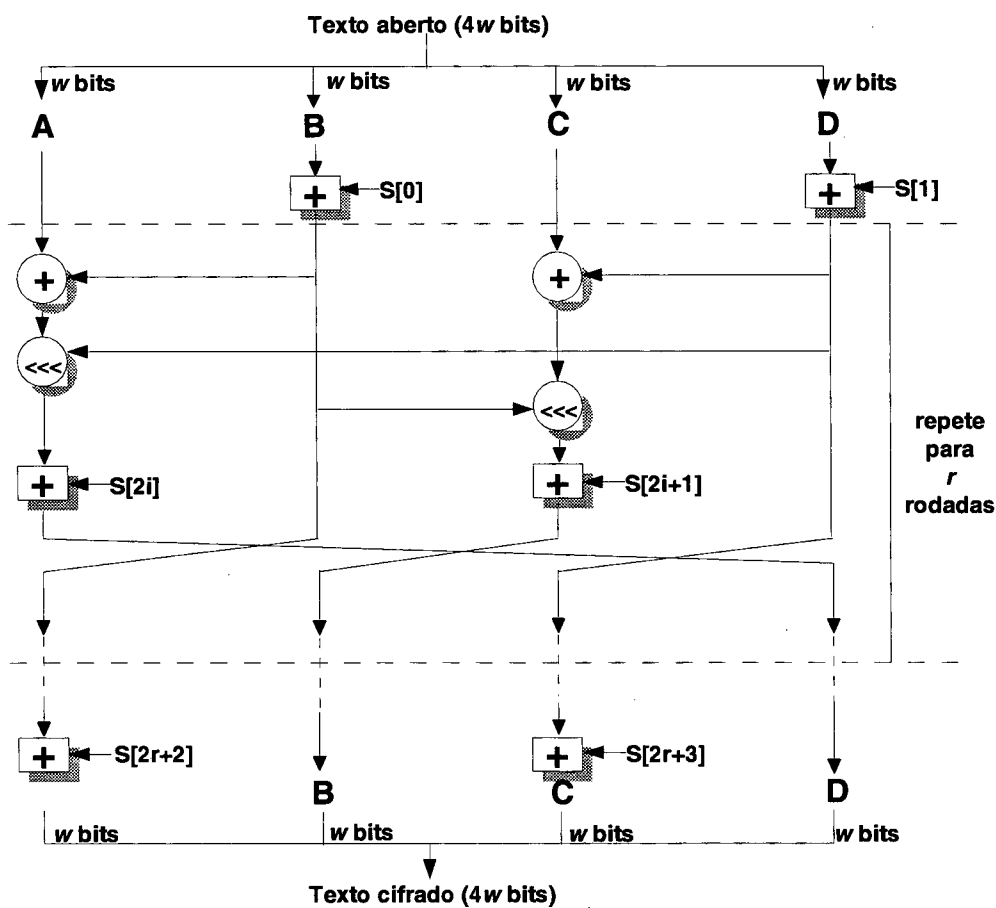 Texto aberto (4w bits)
w bits w bits w bits w bits
A B C D
+ S[0] + S[1]
+ +
<<<
<<<
+ S[2i] + S[2i+1]
repete
para
r
rodadas
+ S[2r+2] + S[2r+3]
B C D
w bits w bits w bits w bits
Texto cifrado (4w bits)